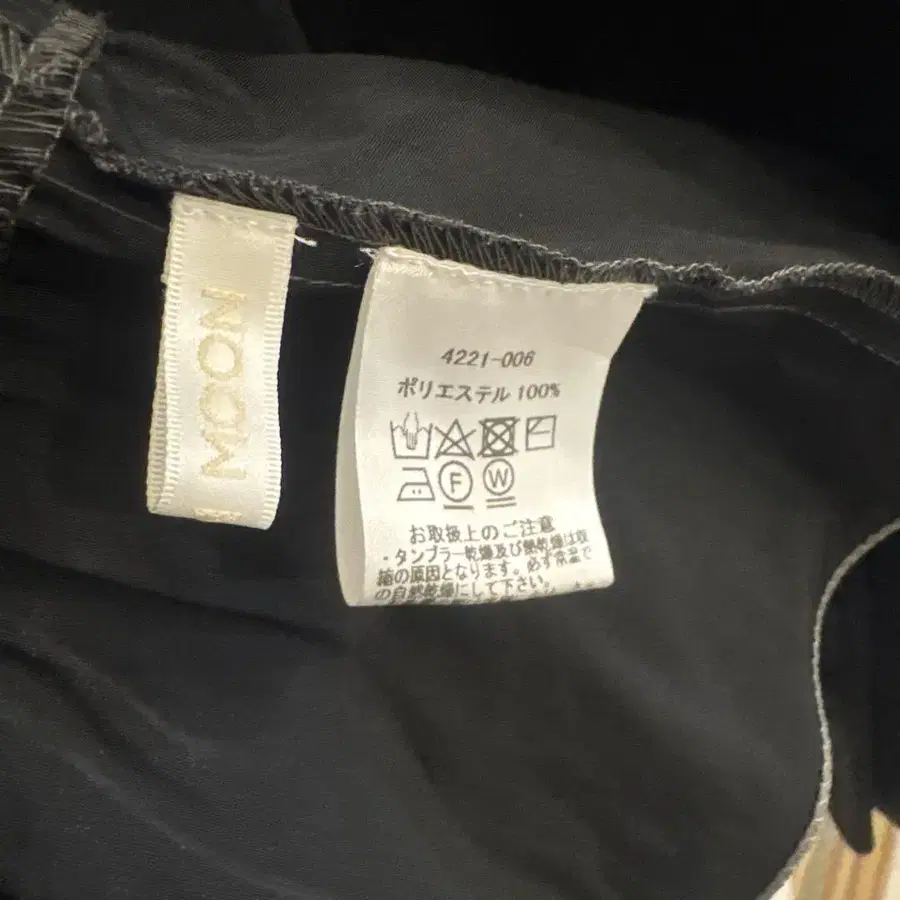 MOON
4221-006
ポリエステル 100%
F W
お取扱上のご注意
・タンブラー乾燥及び熱乾燥は収
縮の原因となります。必ず常温で
の自然乾燥にして下さい。